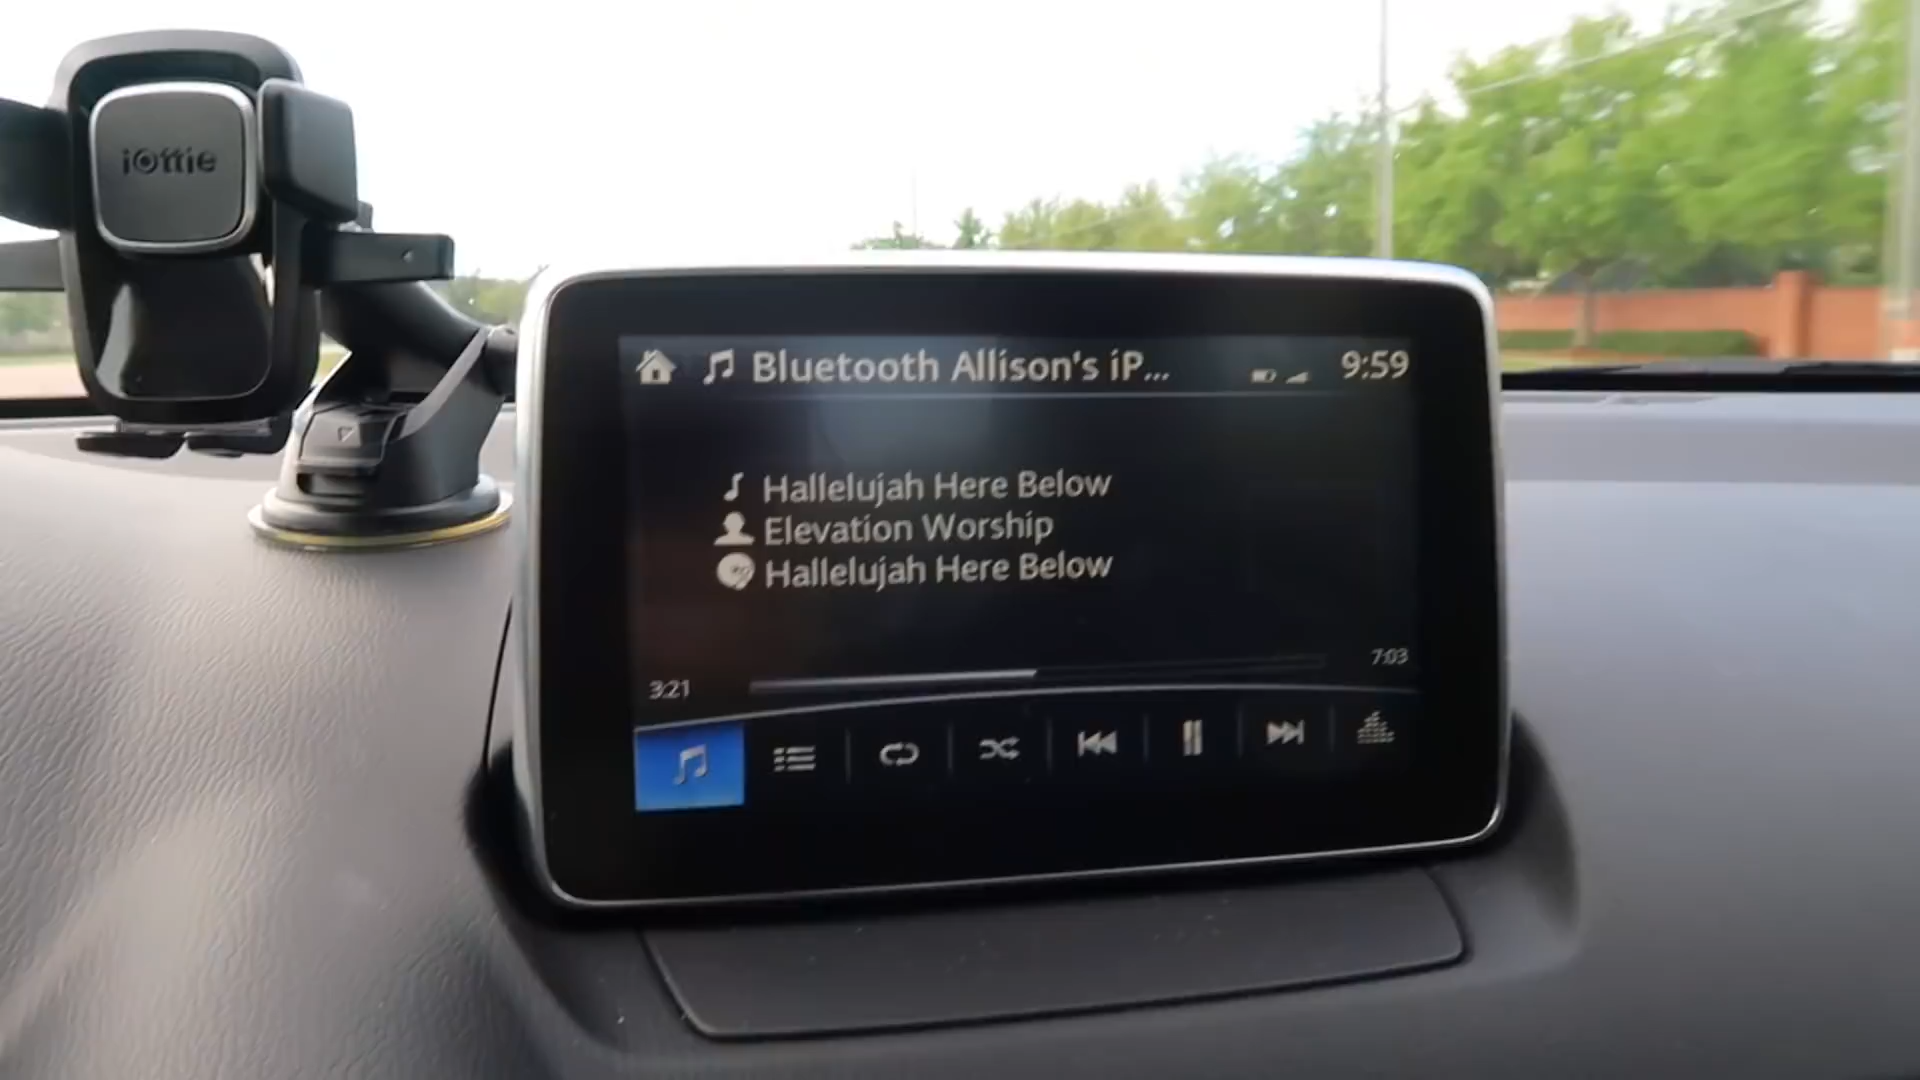 iOttie
Bluetooth Allison's iP... 9:59
Hallelujah Here Below
Elevation Worship
Hallelujah Here Below
3:21 7:03